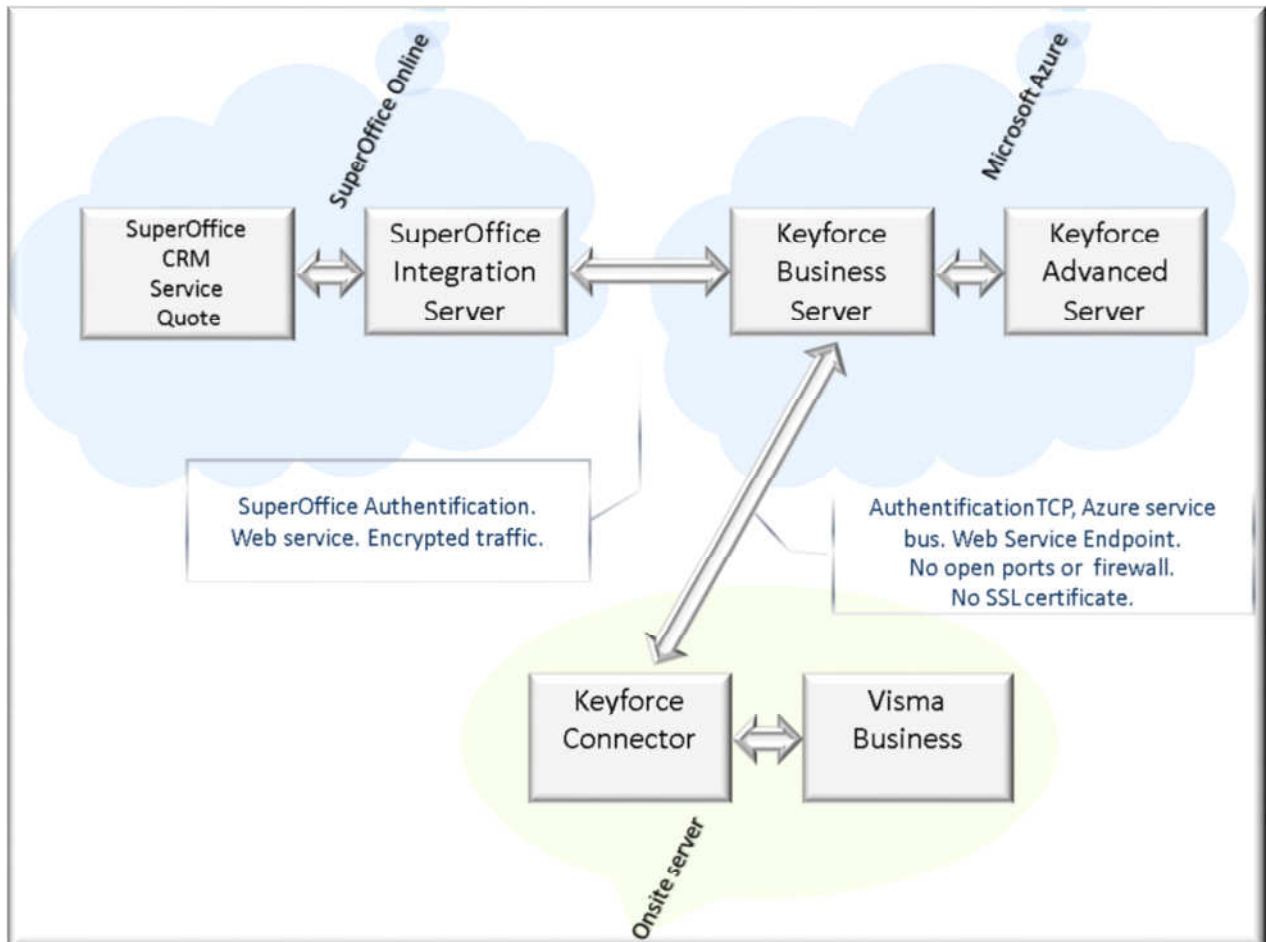 SuperOffice Online
Microsoft Azure
SuperOffice
CRM
Service
Quote
SuperOffice
Integration
Server
Keyforce
Business
Server
Keyforce
Advanced
Server
SuperOffice Authentification.
Web service. Encrypted traffic.
AuthentificationTCP, Azure service
bus. Web Service Endpoint.
No open ports or firewall.
No SSL certificate.
Keyforce
Connector
Visma
Business
Onsite server